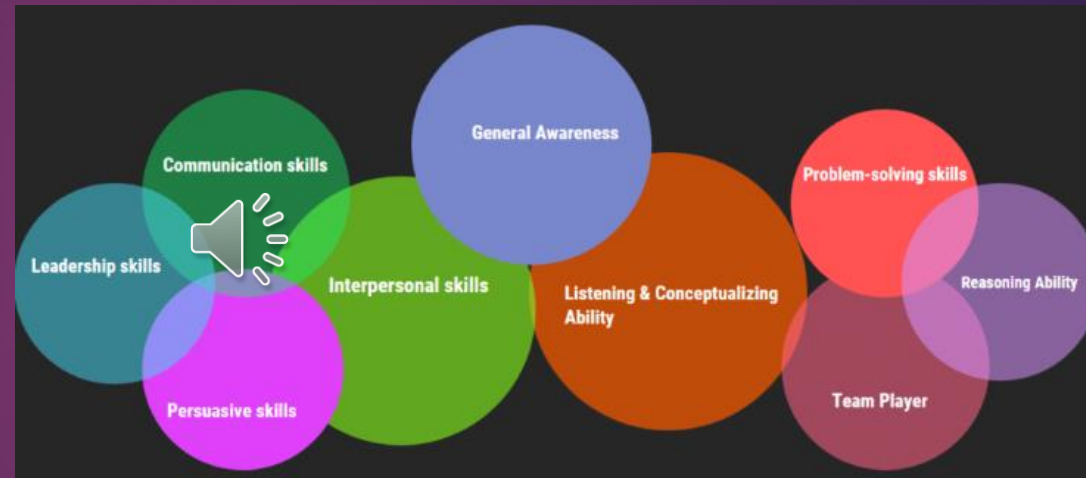 General Awareness
Communication skills
Problem-solving skills
Leadership skills
Interpersonal skills
Listening & Conceptualizing
Ability
Reasoning Ability
Persuasive skills
Team Player